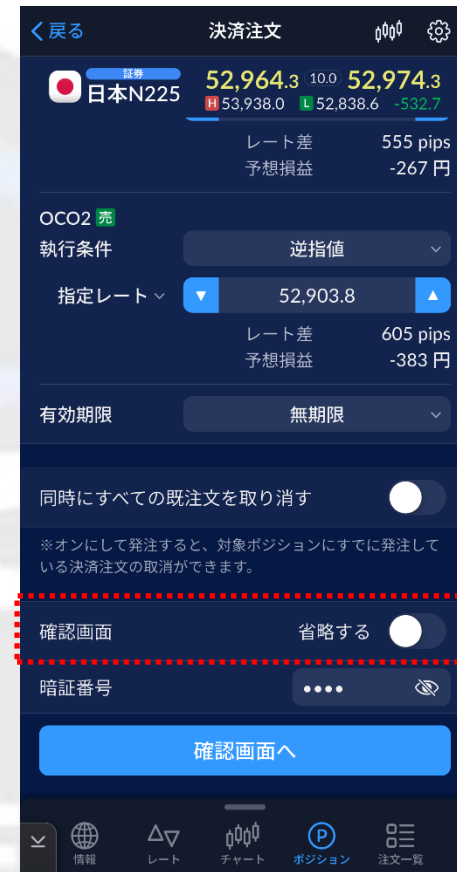 戻る 決済注文
証券
日本N225 52,964.3 10.0 52,974.3
H 53,938.0 L 52,838.6 -532.7
レート差 555 pips
予想損益 -267 円
OCO2 売
執行条件 逆指値
指定レート 52,903.8
レート差 605 pips
予想損益 -383 円
有効期限 無期限
同時にすべての既注文を取り消す
※オンにして発注すると、対象ポジションにすでに発注して
いる決済注文の取消ができます。
確認画面 省略する
暗証番号 ••••
確認画面へ
P
情報 レート チャート ポジション 注文一覧